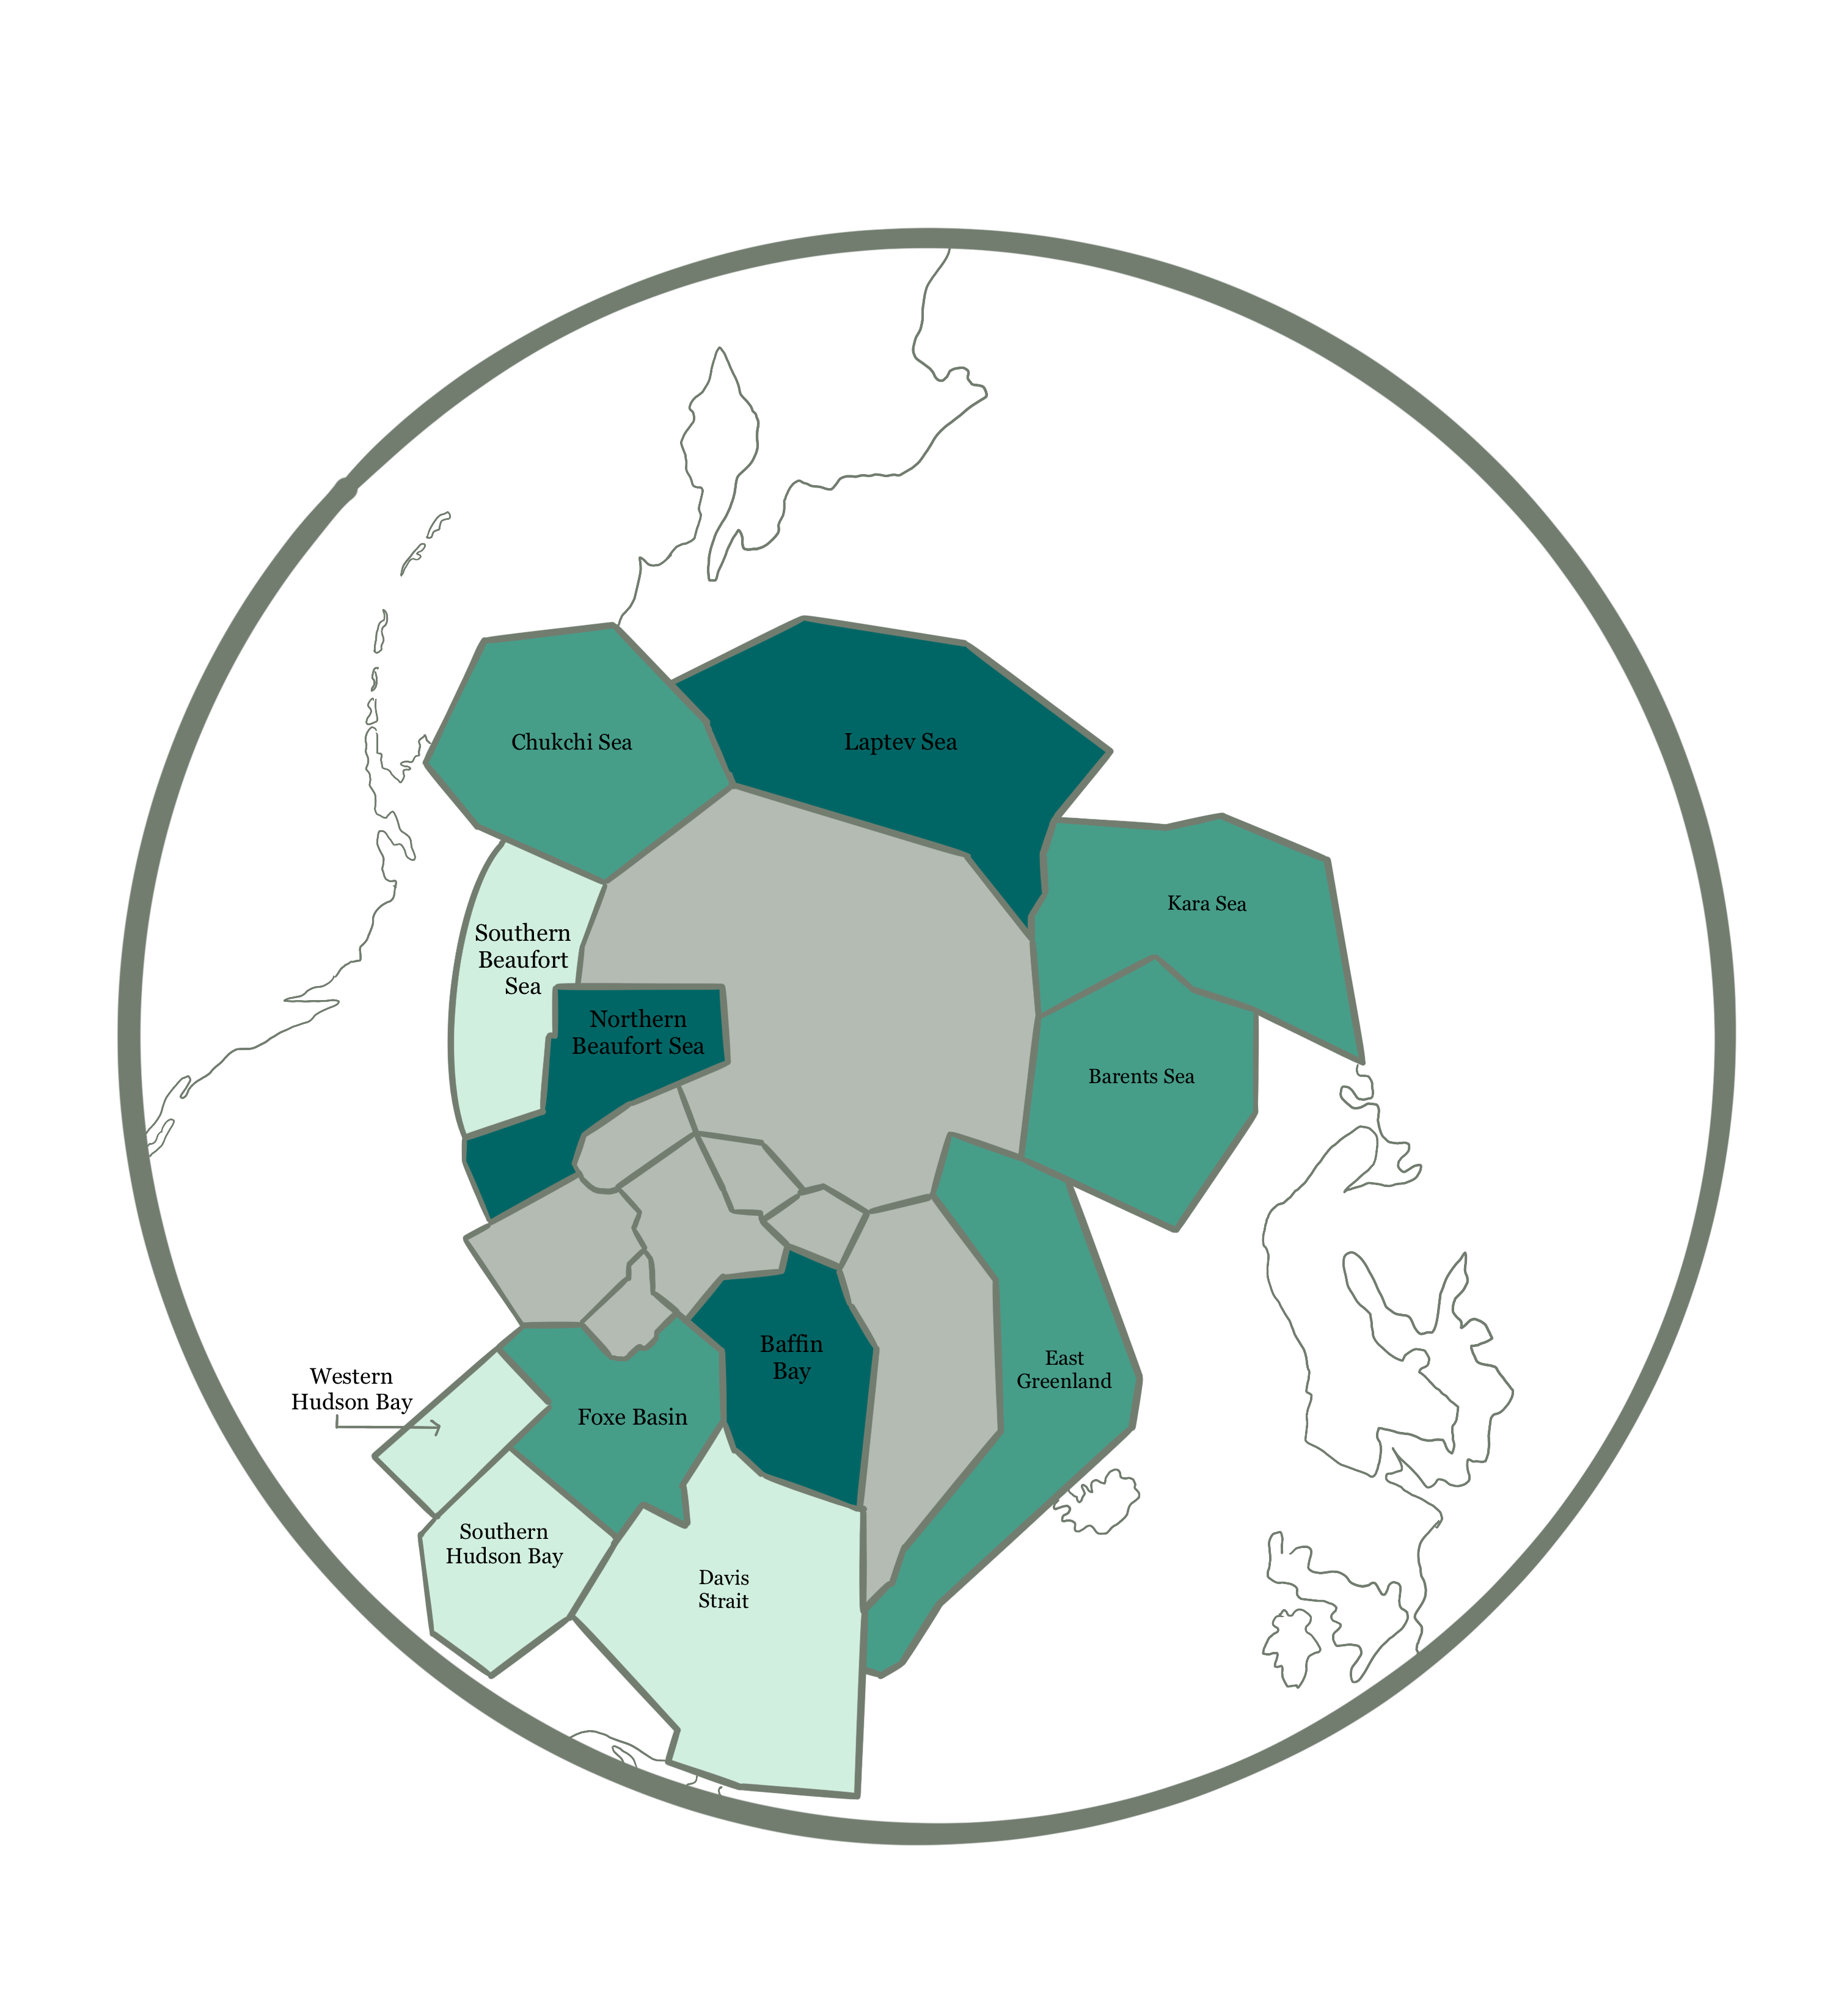 Chukchi Sea
Laptev Sea
Kara Sea
Southern
Beaufort
Sea
Northern
Beaufort Sea
Barents Sea
Baffin
Bay
East
Greenland
Western
Hudson Bay
Foxe Basin
Southern
Hudson Bay
Davis
Strait